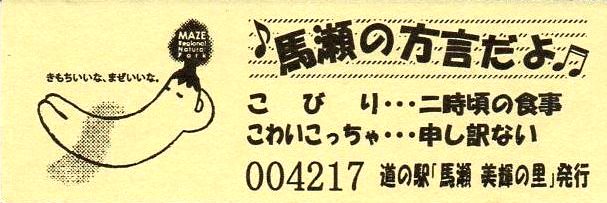 MAZE
Regional
Natural
Park
きもちいいな、まぜいいな。
♪馬瀬の方言だよ♫
こびり･･･二時頃の食事
こわいこっちゃ･･･申し訳ない
004217 道の駅「馬瀬 美輝の里」発行